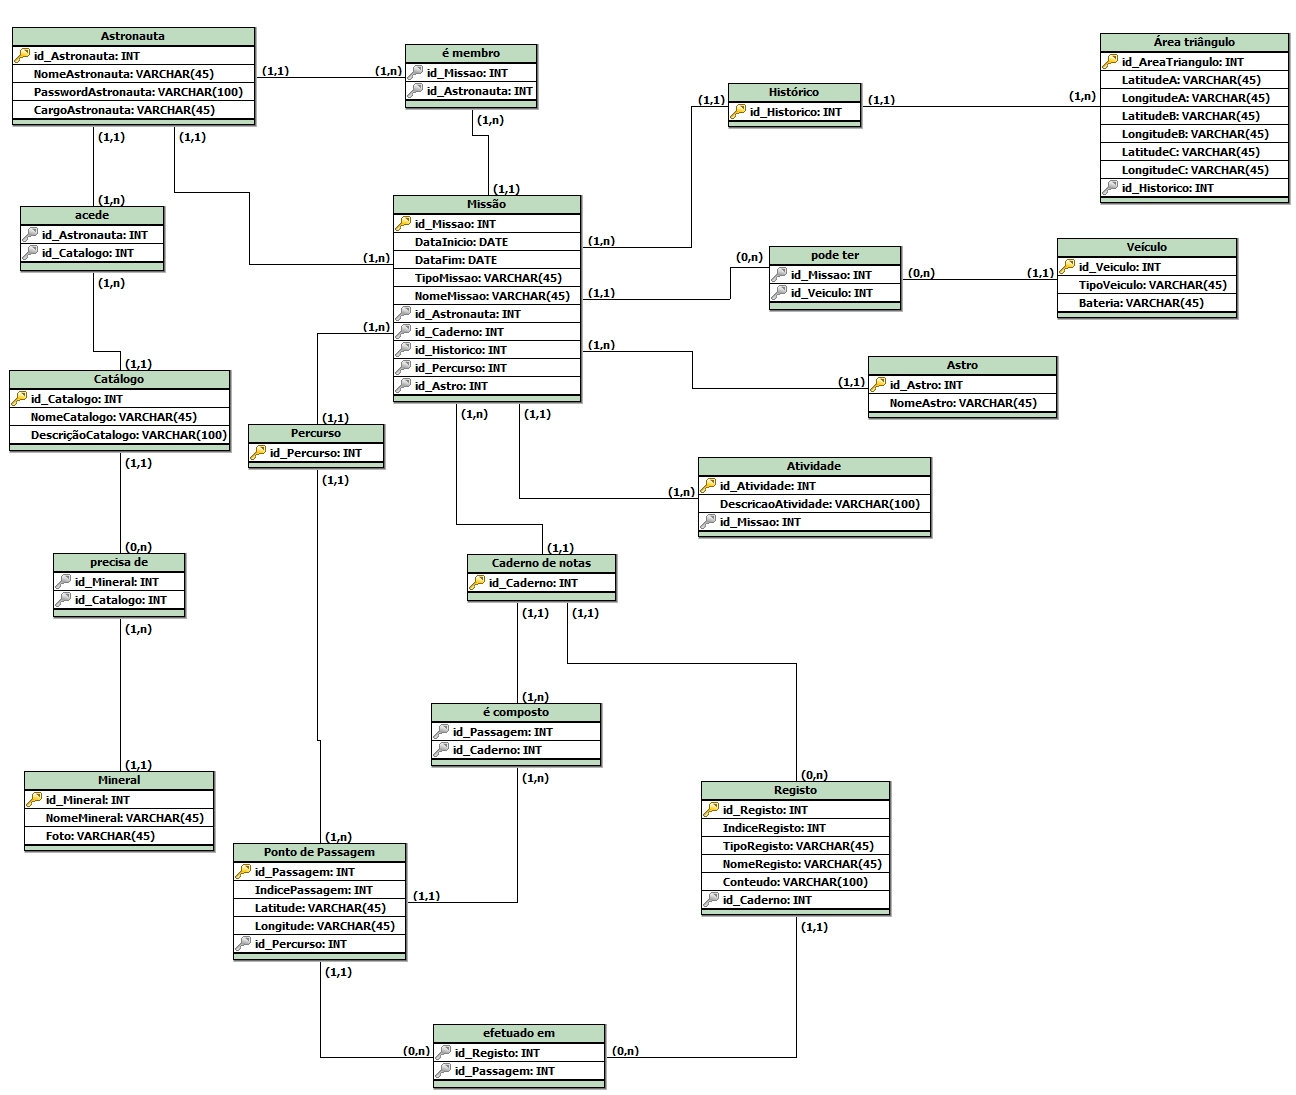 Astronauta
id_Astronauta: INT
NomeAstronauta: VARCHAR(45)
PasswordAstronauta: VARCHAR(100)
CargoAstronauta: VARCHAR(45)
(1,1)
(1,n)
é membro
id_Missao: INT
id_Astronauta: INT
(1,n)
(1,1)
(1,1)
(1,1)
(1,n)
acede
id_Astronauta: INT
id_Catalogo: INT
(1,n)
(1,1)
(1,n)
Missão
id_Missao: INT
DataInicio: DATE
DataFim: DATE
TipoMissao: VARCHAR(45)
NomeMissao: VARCHAR(45)
id_Astronauta: INT
id_Caderno: INT
id_Historico: INT
id_Percurso: INT
id_Astro: INT
(1,n)
(1,1)
Histórico
id_Historico: INT
(1,1)
(1,n)
Área triângulo
id_AreaTriangulo: INT
LatitudeA: VARCHAR(45)
LongitudeA: VARCHAR(45)
LatitudeB: VARCHAR(45)
LongitudeB: VARCHAR(45)
LatitudeC: VARCHAR(45)
LongitudeC: VARCHAR(45)
id_Historico: INT
(1,1)
(0,n)
pode ter
id_Missao: INT
id_Veiculo: INT
(0,n)
(1,1)
Veículo
id_Veiculo: INT
TipoVeiculo: VARCHAR(45)
Bateria: VARCHAR(45)
(1,n)
(1,1)
Astro
id_Astro: INT
NomeAstro: VARCHAR(45)
Catálogo
id_Catalogo: INT
NomeCatalogo: VARCHAR(45)
DescriçãoCatalogo: VARCHAR(100)
(1,1)
(0,n)
(1,n)
(1,1)
Percurso
id_Percurso: INT
(1,1)
(1,n)
(1,n)
(1,1)
(1,n)
Atividade
id_Atividade: INT
DescricaoAtividade: VARCHAR(100)
id_Missao: INT
(1,1)
Caderno de notas
id_Caderno: INT
(1,1)
(1,1)
precisa de
id_Mineral: INT
id_Catalogo: INT
(1,n)
(1,1)
Mineral
id_Mineral: INT
NomeMineral: VARCHAR(45)
Foto: VARCHAR(45)
(1,n)
é composto
id_Passagem: INT
id_Caderno: INT
(1,n)
(0,n)
Registo
id_Registo: INT
IndiceRegisto: INT
TipoRegisto: VARCHAR(45)
NomeRegisto: VARCHAR(45)
Conteudo: VARCHAR(100)
id_Caderno: INT
(1,1)
Ponto de Passagem
id_Passagem: INT
IndicePassagem: INT
Latitude: VARCHAR(45)
Longitude: VARCHAR(45)
id_Percurso: INT
(1,1)
(1,1)
(0,n)
efetuado em
id_Registo: INT
id_Passagem: INT
(0,n)